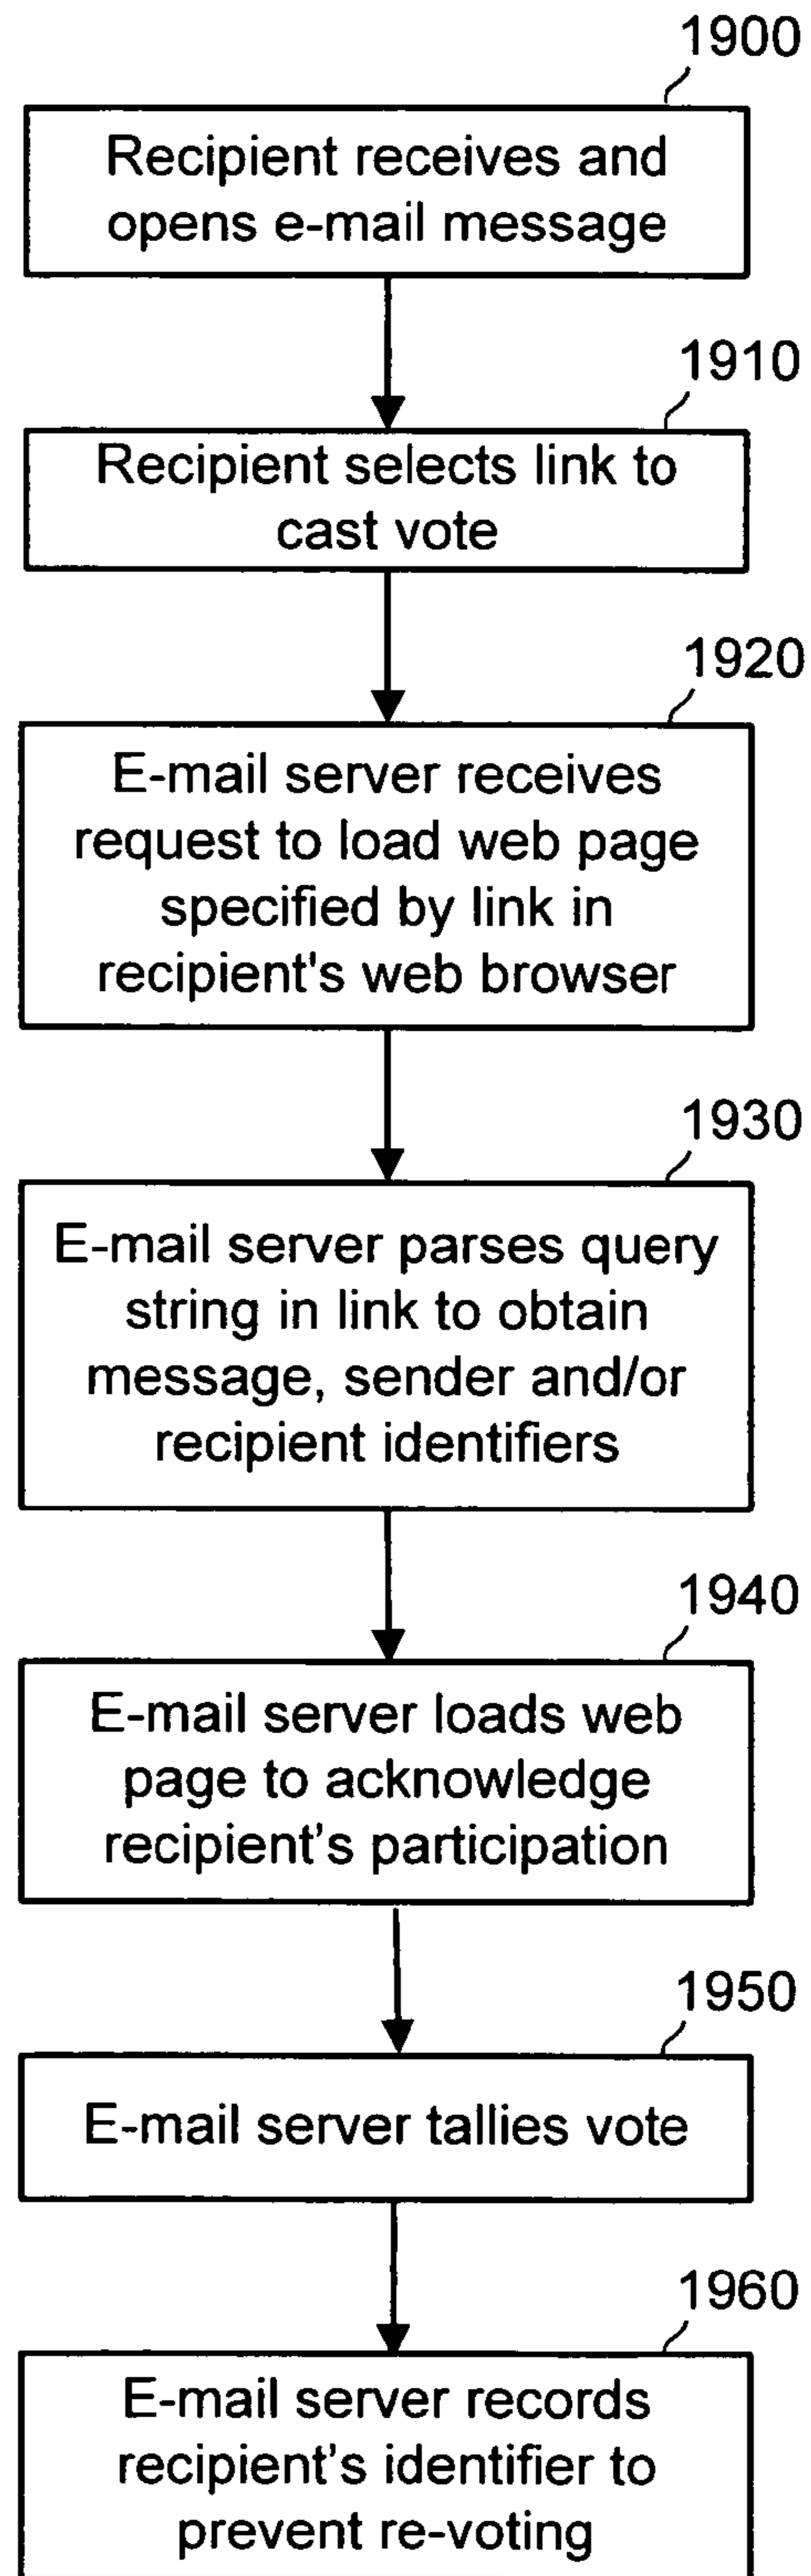 1900
Recipient receives and
opens e-mail message
1910
Recipient selects link to
cast vote
1920
E-mail server receives
request to load web page
specified by link in
recipient's web browser
1930
E-mail server parses query
string in link to obtain
message, sender and/or
recipient identifiers
1940
E-mail server loads web
page to acknowledge
recipient's participation
1950
E-mail server tallies vote
1960
E-mail server records
recipient's identifier to
prevent re-voting